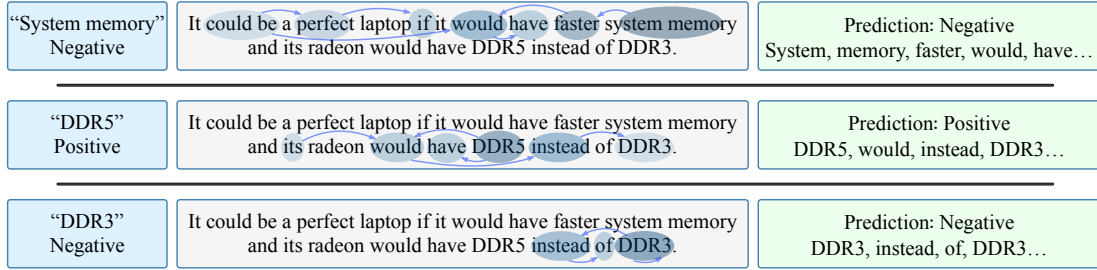 “System memory”
Negative
It could be a perfect laptop if it would have faster system memory
and its radeon would have DDR5 instead of DDR3.
Prediction: Negative
System, memory, faster, would, have…
“DDR5”
Positive
It could be a perfect laptop if it would have faster system memory
and its radeon would have DDR5 instead of DDR3.
Prediction: Positive
DDR5, would, instead, DDR3…
“DDR3”
Negative
It could be a perfect laptop if it would have faster system memory
and its radeon would have DDR5 instead of DDR3.
Prediction: Negative
DDR3, instead, of, DDR3…